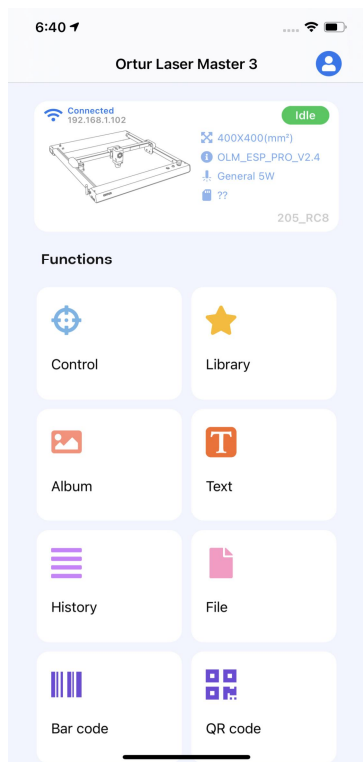 6:40
Ortur Laser Master 3
Connected
192.168.1.102
Idle
400X400(mm²)
OLM_ESP_PRO_V2.4
General 5W
??
205_RC8
Functions
Control
Library
Album
T
Text
History
File
Bar code
QR code